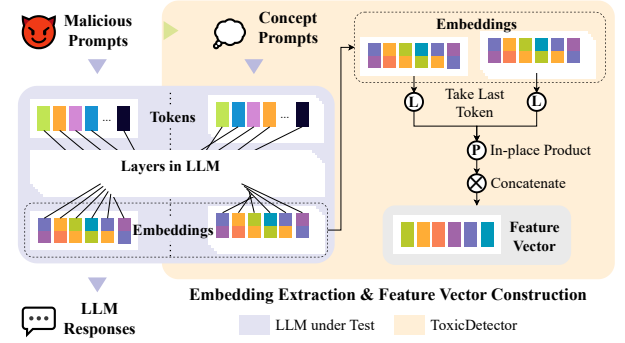 Malicious
Prompts
Concept
Prompts
Embeddings
Tokens
...
...
Layers in LLM
Embeddings
L
Take Last
Token
L
P
In-place Product
Concatenate
Feature
Vector
LLM
Responses
Embedding Extraction & Feature Vector Construction
LLM under Test
ToxicDetector